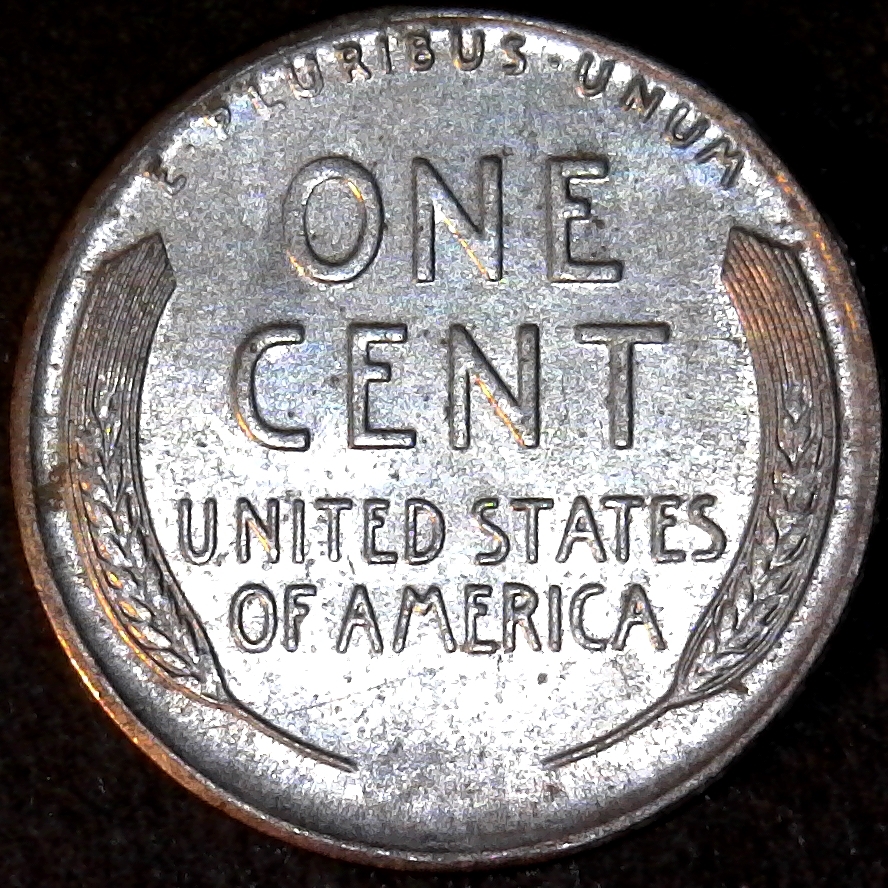 E·PLURIBUS·UNUM
ONE
CENT
UNITED STATES
OF AMERICA